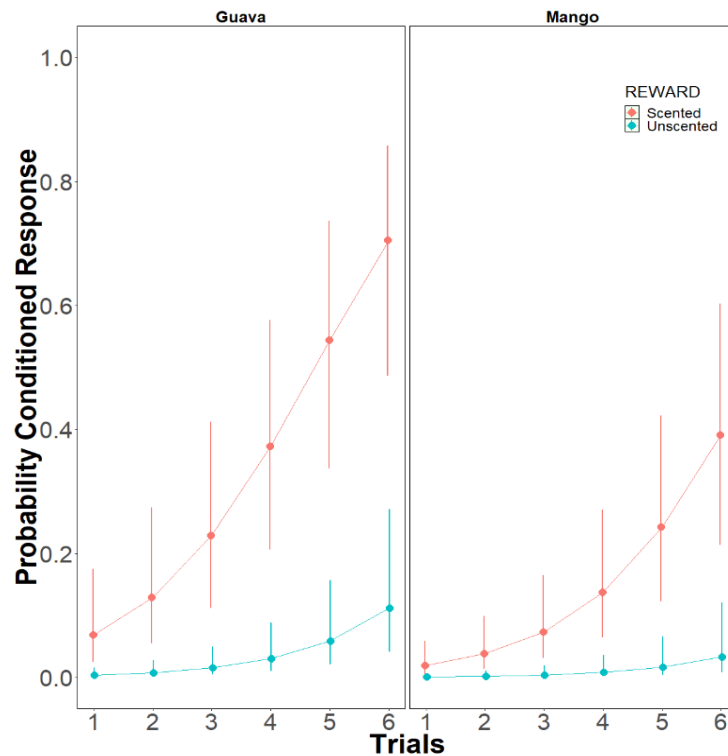 Guava Mango
Probability Conditioned Response
1.0
0.8
0.6
0.4
0.2
0.0
REWARD
Scented
Unscented
1 2 3 4 5 6 1 2 3 4 5 6
Trials